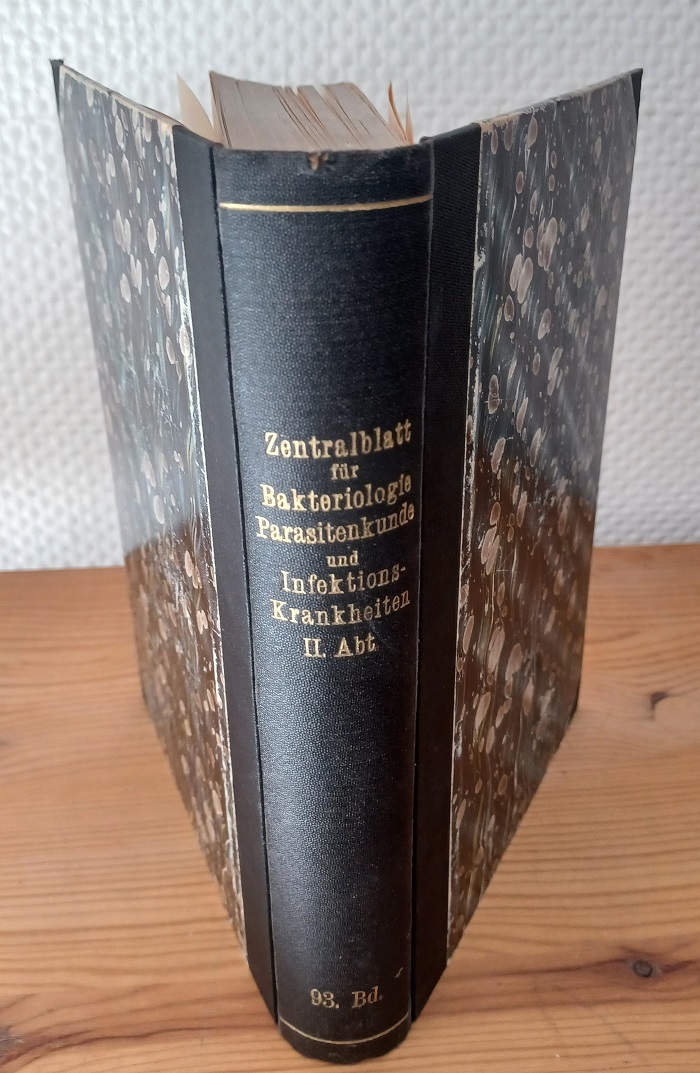 Zentralblatt
für
Bakteriologie
Parasitenkunde
und
Infektions-
Krankheiten
II. Abt
93. Bd.